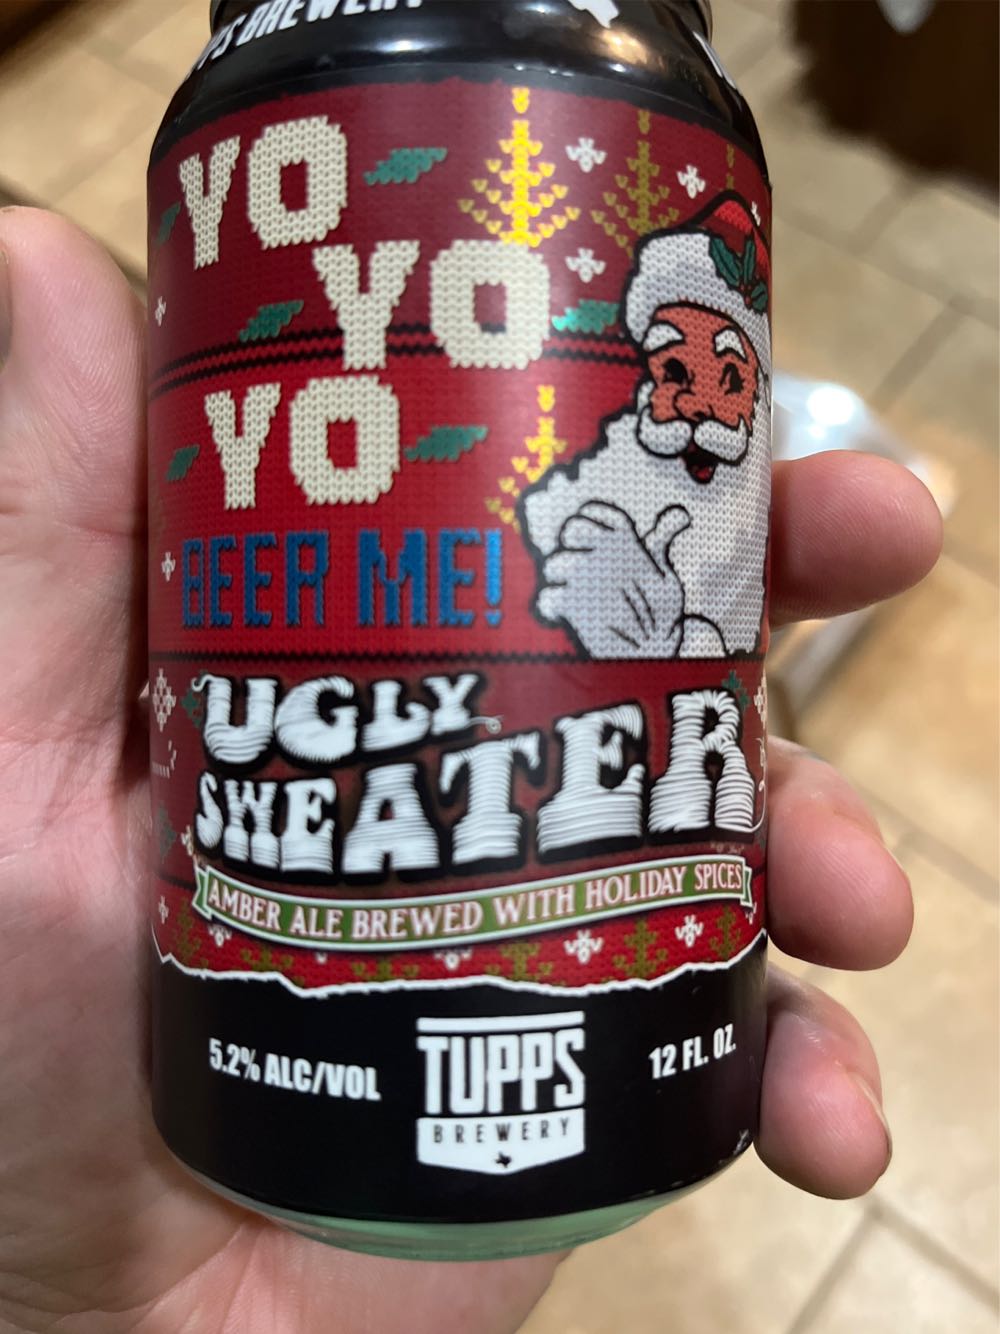 BREWERY
YO
YO
YO
BEER ME!
UGLY
SWEATER
AMBER ALE BREWED WITH HOLIDAY SPICES
5.2% ALC/VOL
TUPPS
BREWERY
12 FL. OZ.